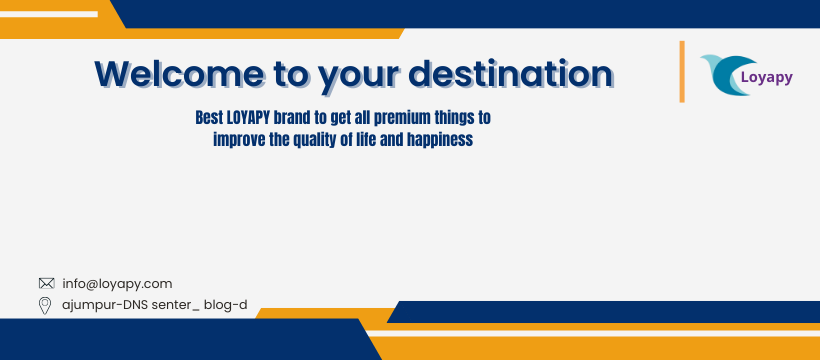 Welcome to your destination
Loyapy
Best LOYAPY brand to get all premium things to
improve the quality of life and happiness
info@loyapy.com
ajumpur-DNS senter_ blog-d